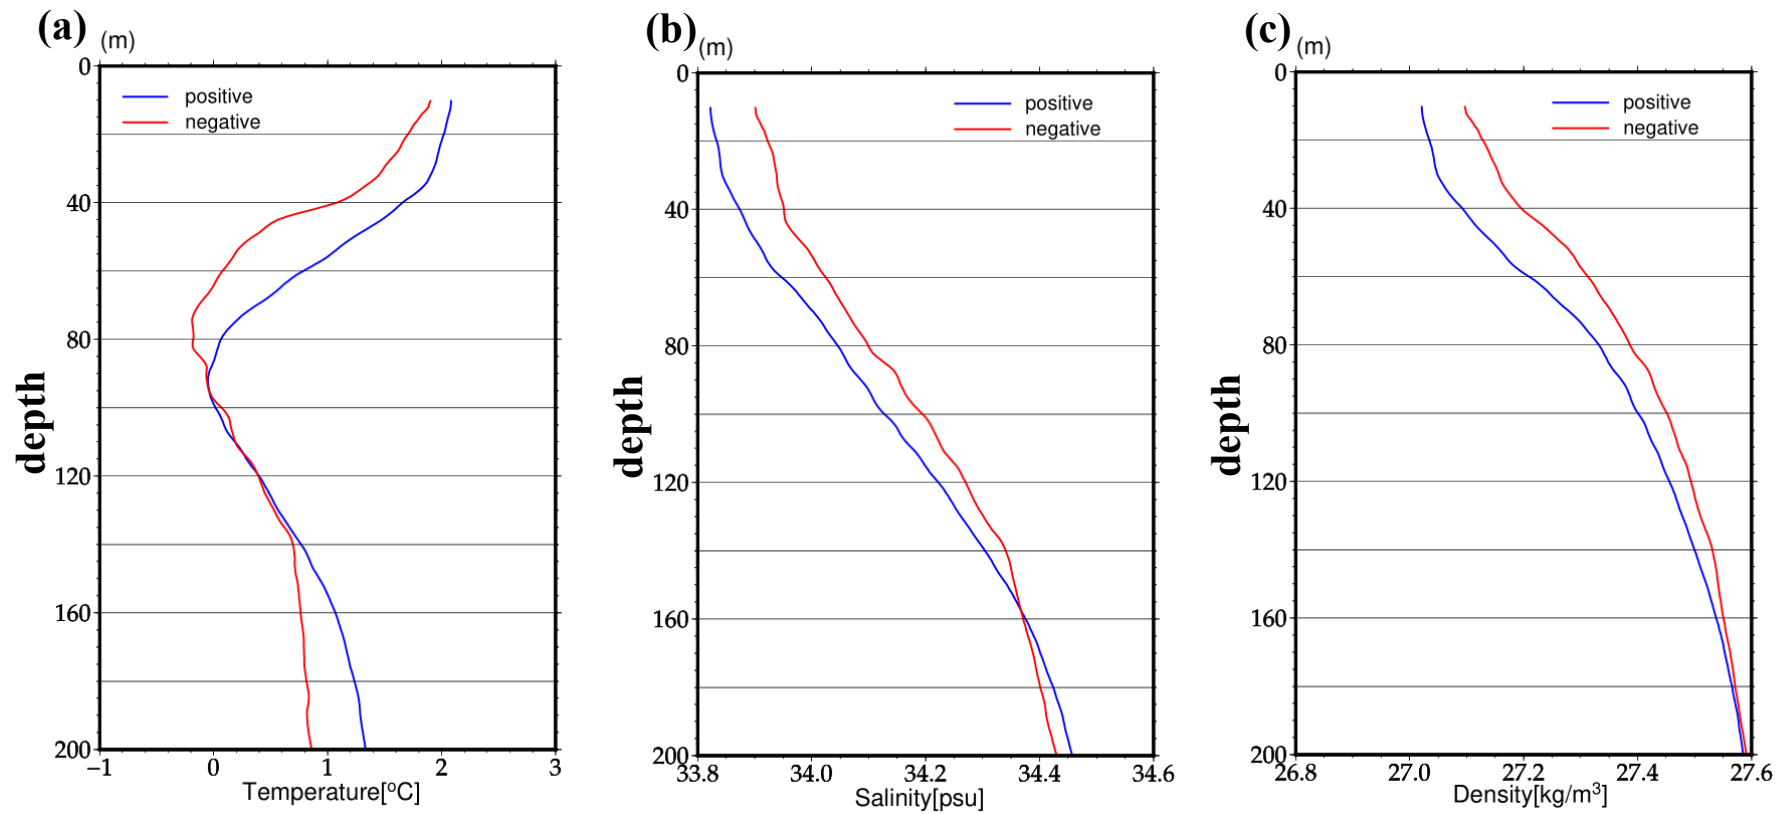 (a) (m)
0
40
80
120
160
200
depth
positive
negative
−1 0 1 2 3
Temperature[ºC]
(b) (m)
0
40
80
120
160
200
depth
positive
negative
33.8 34.0 34.2 34.4 34.6
Salinity[psu]
(c) (m)
0
40
80
120
160
200
depth
positive
negative
26.8 27.0 27.2 27.4 27.6
Density[kg/m³]